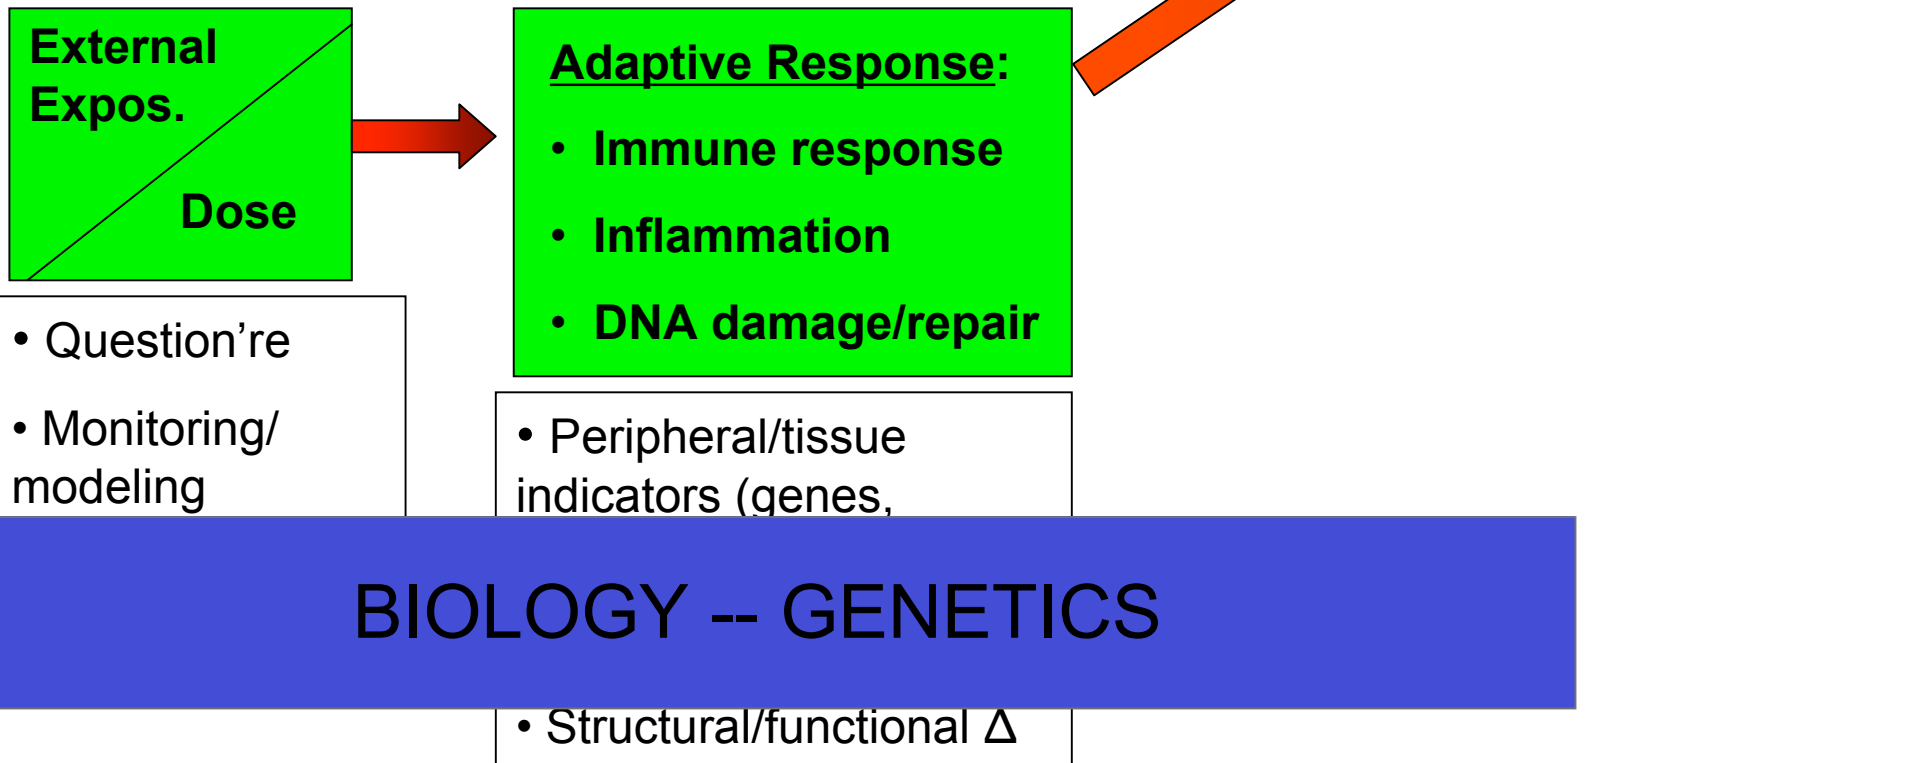 External
Expos.
Dose
Adaptive Response:
• Immune response
• Inflammation
• DNA damage/repair
• Question’re
• Monitoring/
modeling
• Peripheral/tissue
indicators (genes,
BIOLOGY -- GENETICS
• Structural/functional Δ